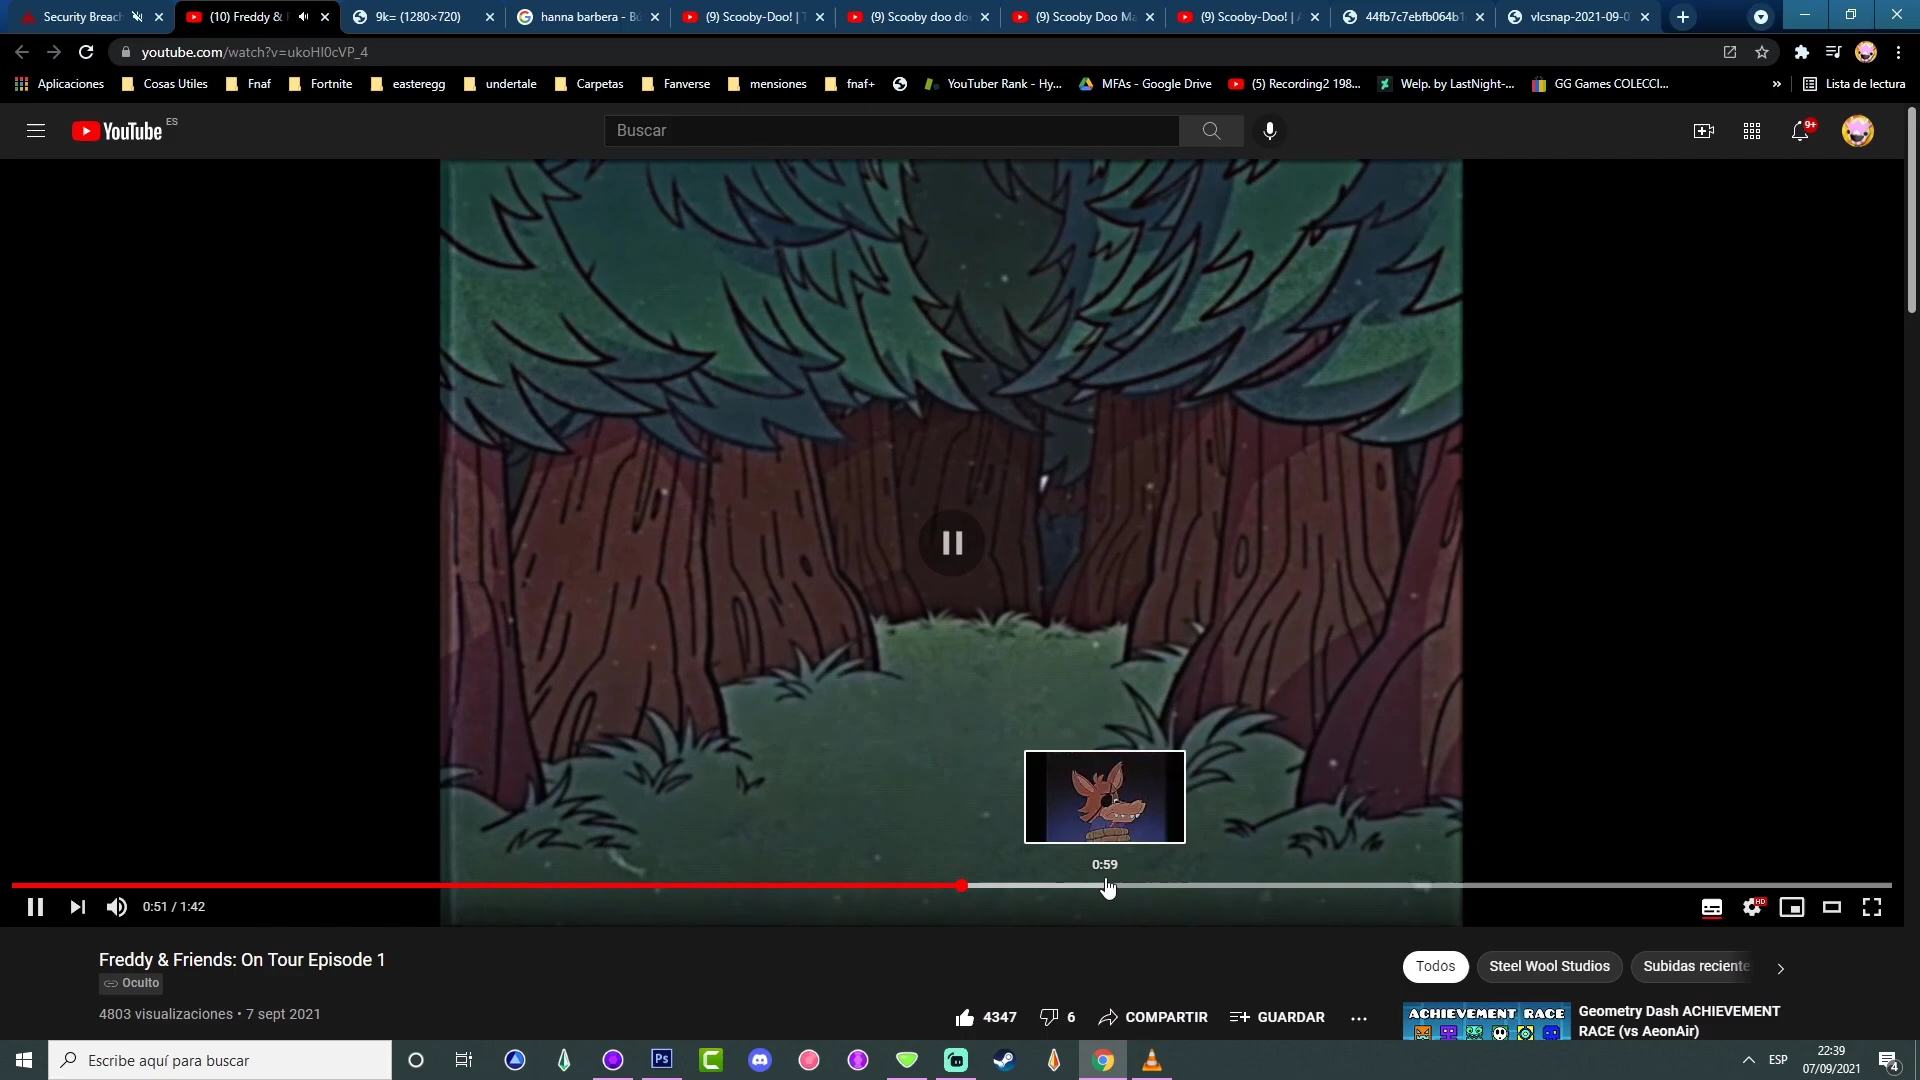 Security Breach
(10) Freddy &
9k= (1280×720)
hanna barbera - Bú
(9) Scooby-Doo! | T
(9) Scooby doo do
(9) Scooby Doo Ma
(9) Scooby-Doo! |
44fb7c7ebfb064b1
vlcsnap-2021-09-0
youtube.com/watch?v=ukoHI0cVP_4
Aplicaciones
Cosas Utiles
Fnaf
Fortnite
easteregg
undertale
Carpetas
Fanverse
mensiones
fnaf+
YouTuber Rank - Hy...
MFAs - Google Drive
(5) Recording2 198...
Welp. by LastNight-...
GG Games COLECCI...
»
Lista de lectura
YouTube ES
Buscar
9+
0:59
0:51 / 1:42
HD
Freddy & Friends: On Tour Episode 1
Oculto
4803 visualizaciones • 7 sept 2021
4347
6
COMPARTIR
GUARDAR
Todos
Steel Wool Studios
Subidas reciente
ACHIEVEMENT RACE
Geometry Dash ACHIEVEMENT
RACE (vs AeonAir)
Escribe aquí para buscar
Ps
ESP
22:39
07/09/2021
4